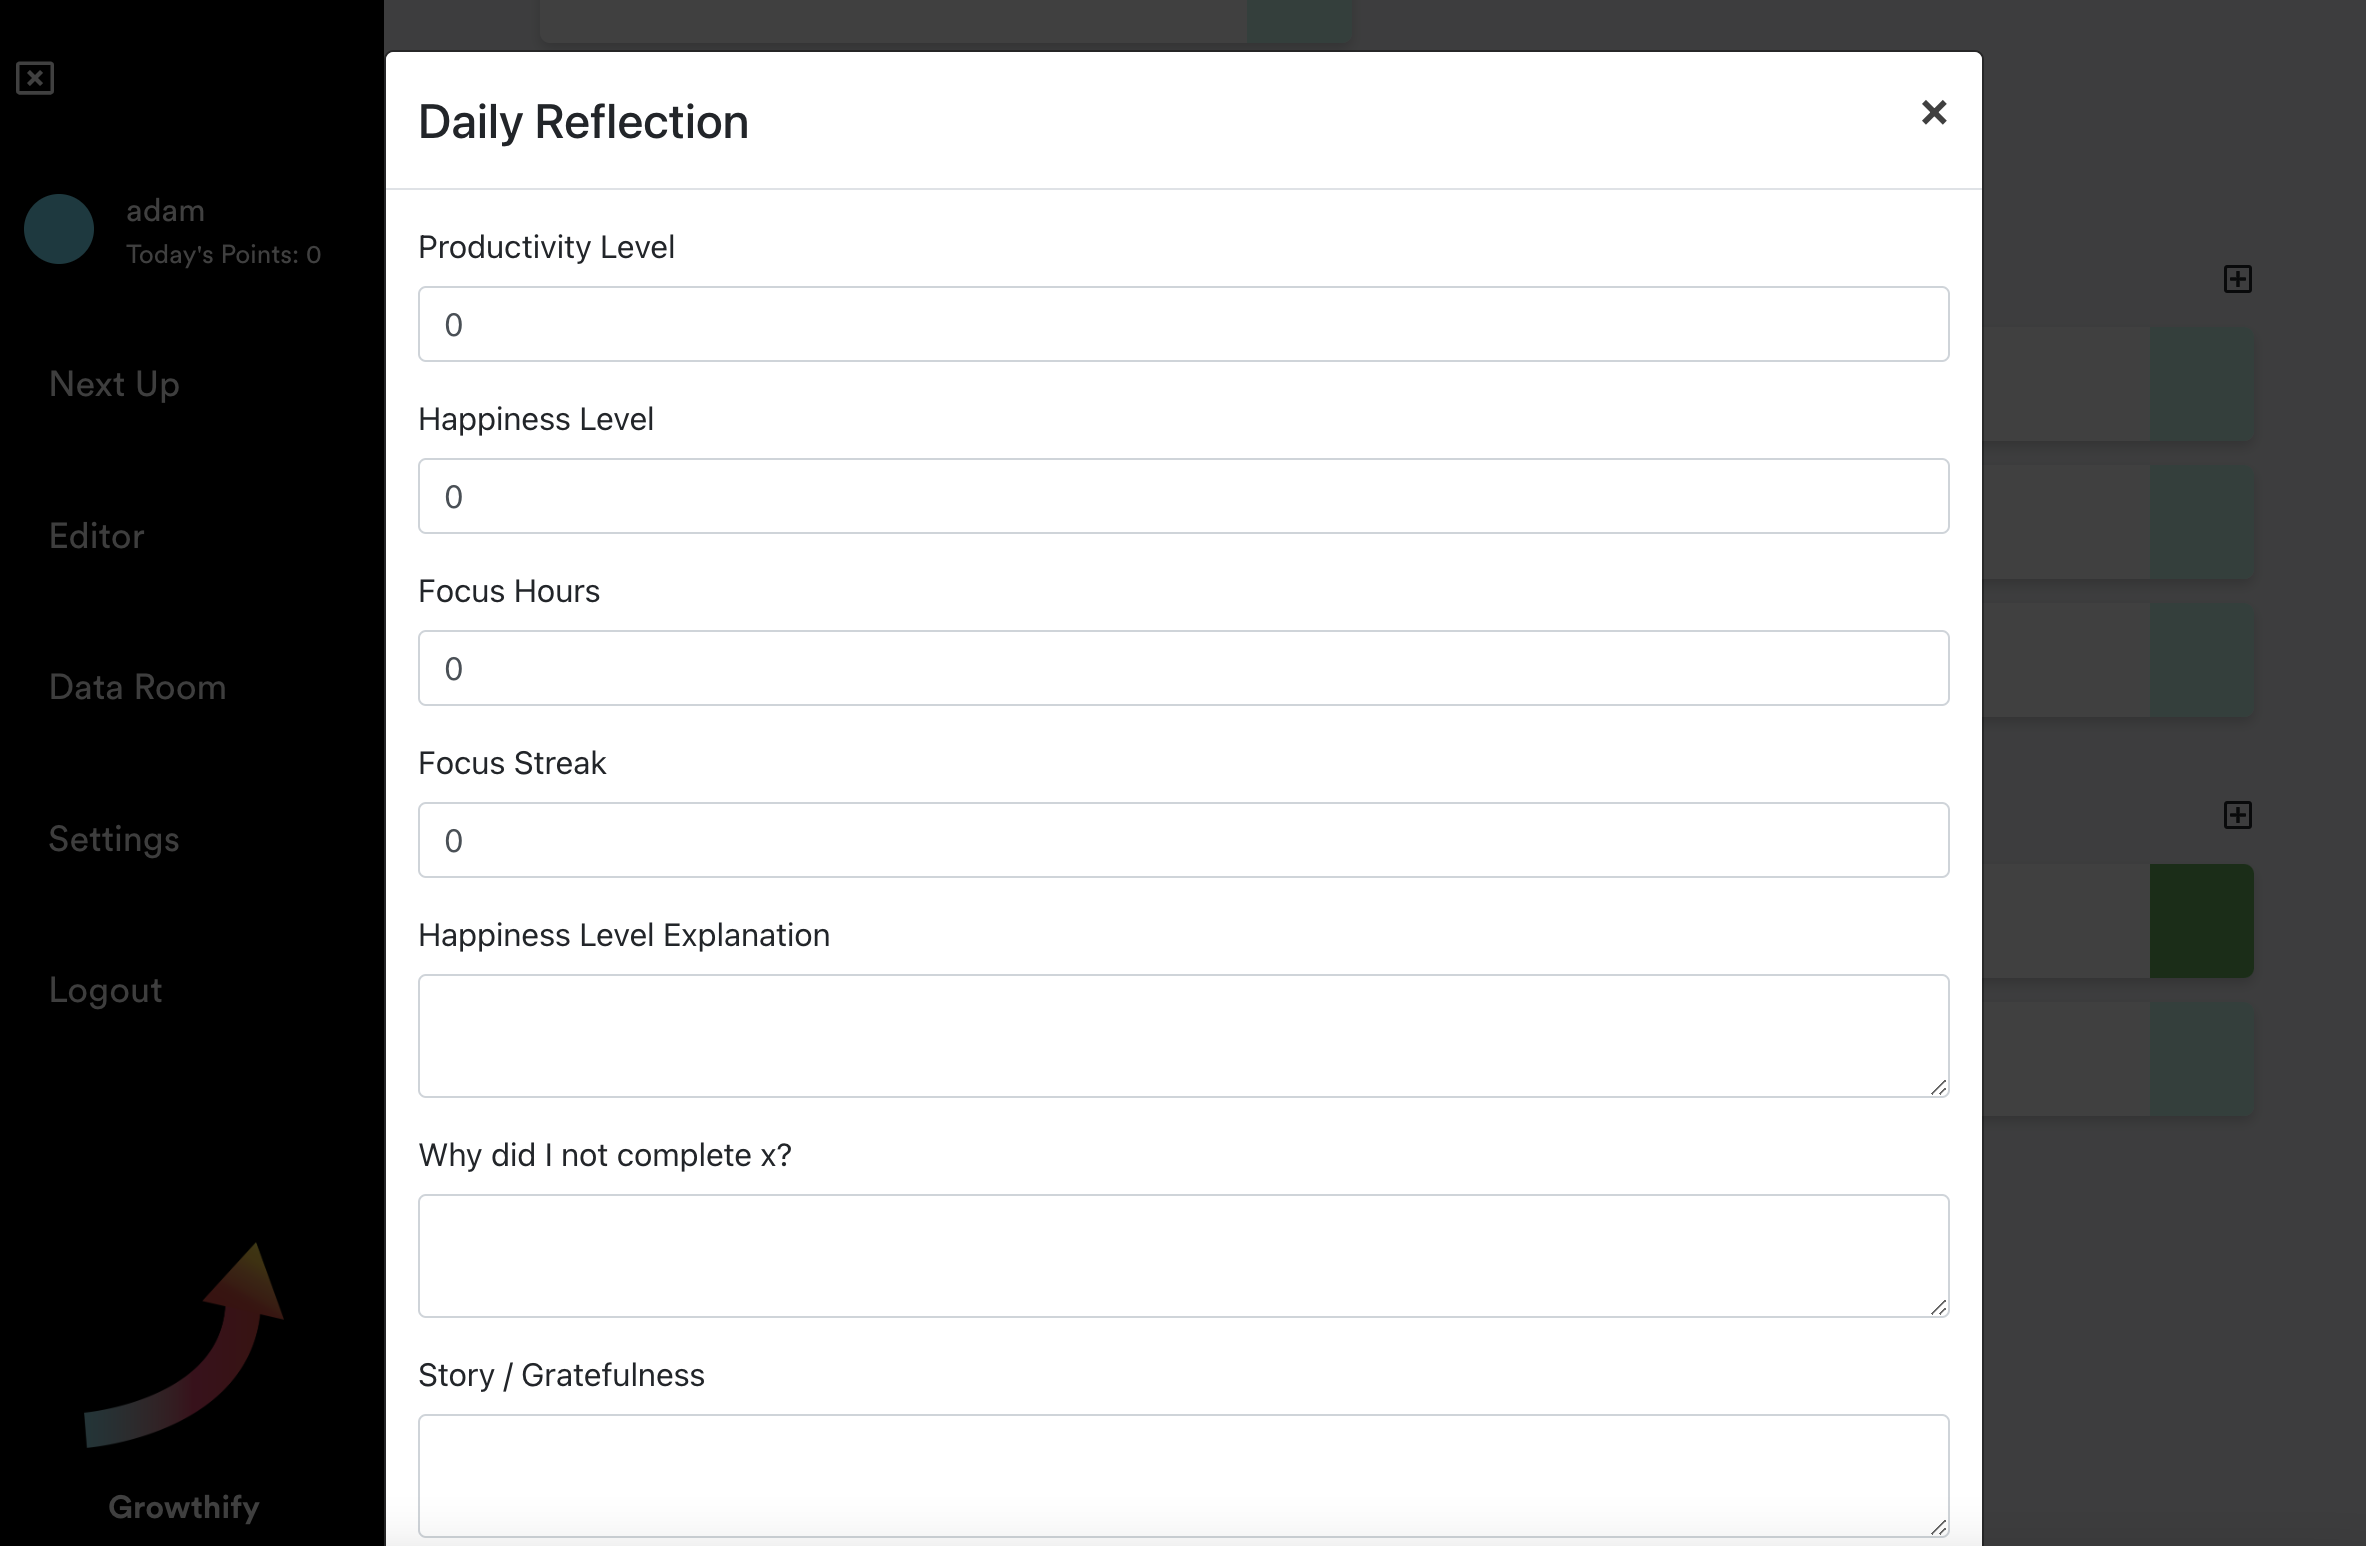 adam
Today's Points: 0
Next Up
Editor
Data Room
Settings
Logout
Growthify
Daily Reflection
Productivity Level
0
Happiness Level
0
Focus Hours
0
Focus Streak
0
Happiness Level Explanation
Why did I not complete x?
Story / Gratefulness